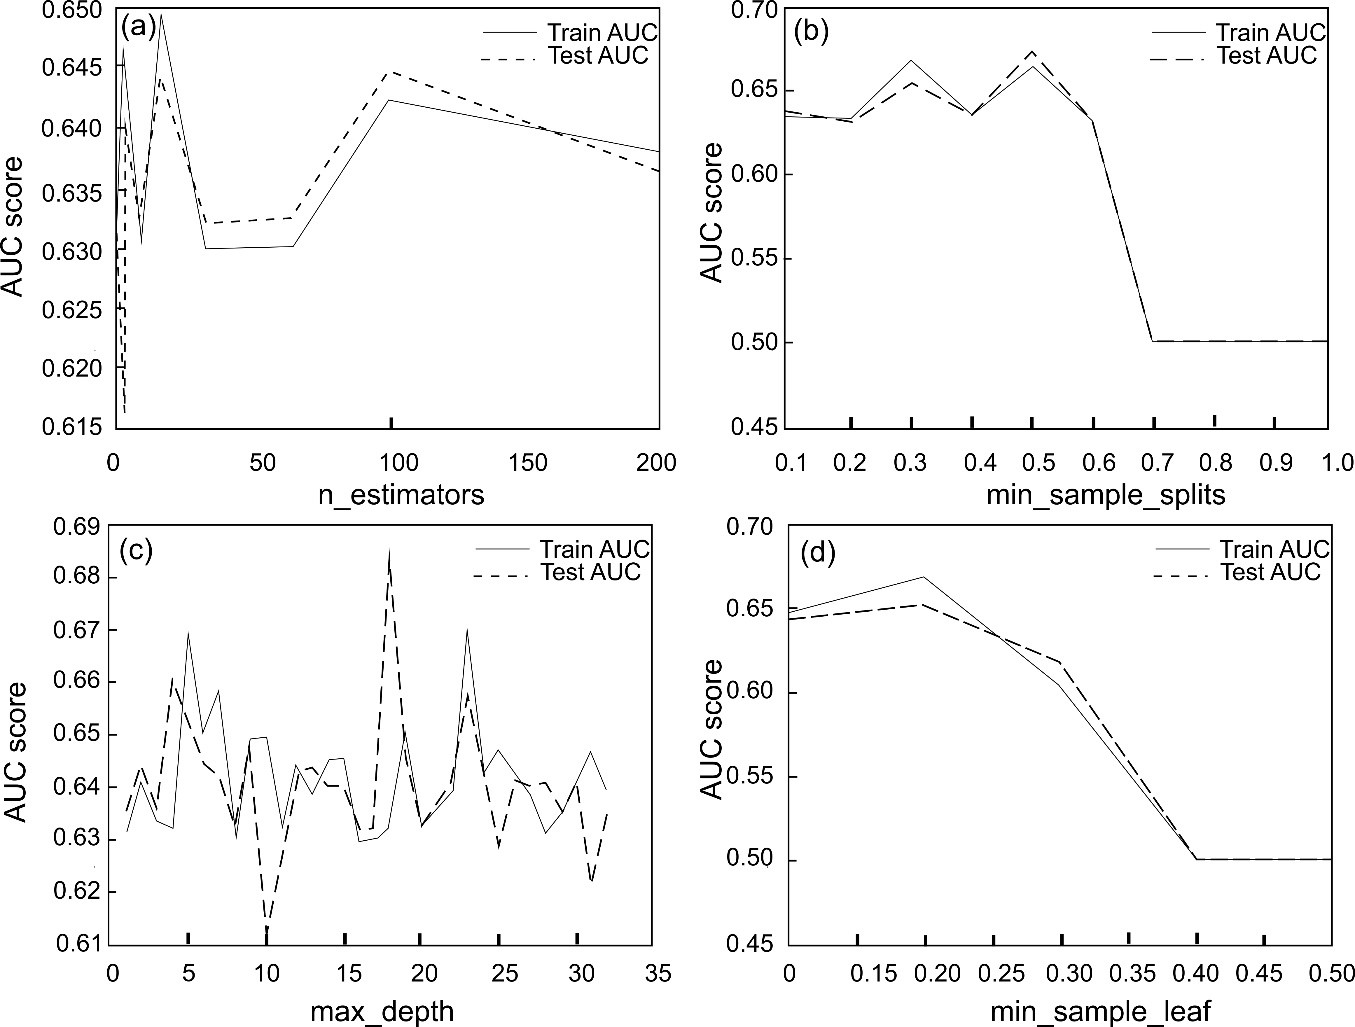 (a)
Train AUC
Test AUC
0.650
0.645
0.640
0.635
0.630
0.625
0.620
0.615
AUC score
0 50 100 150 200
n_estimators
(b)
Train AUC
Test AUC
0.70
0.65
0.60
0.55
0.50
0.45
AUC score
0.1 0.2 0.3 0.4 0.5 0.6 0.7 0.8 0.9 1.0
min_sample_splits
(c)
Train AUC
Test AUC
0.69
0.68
0.67
0.66
0.65
0.64
0.63
0.62
0.61
AUC score
0 5 10 15 20 25 30 35
max_depth
(d)
Train AUC
Test AUC
0.70
0.65
0.60
0.55
0.50
0.45
AUC score
0 0.15 0.20 0.25 0.30 0.35 0.40 0.45 0.50
min_sample_leaf